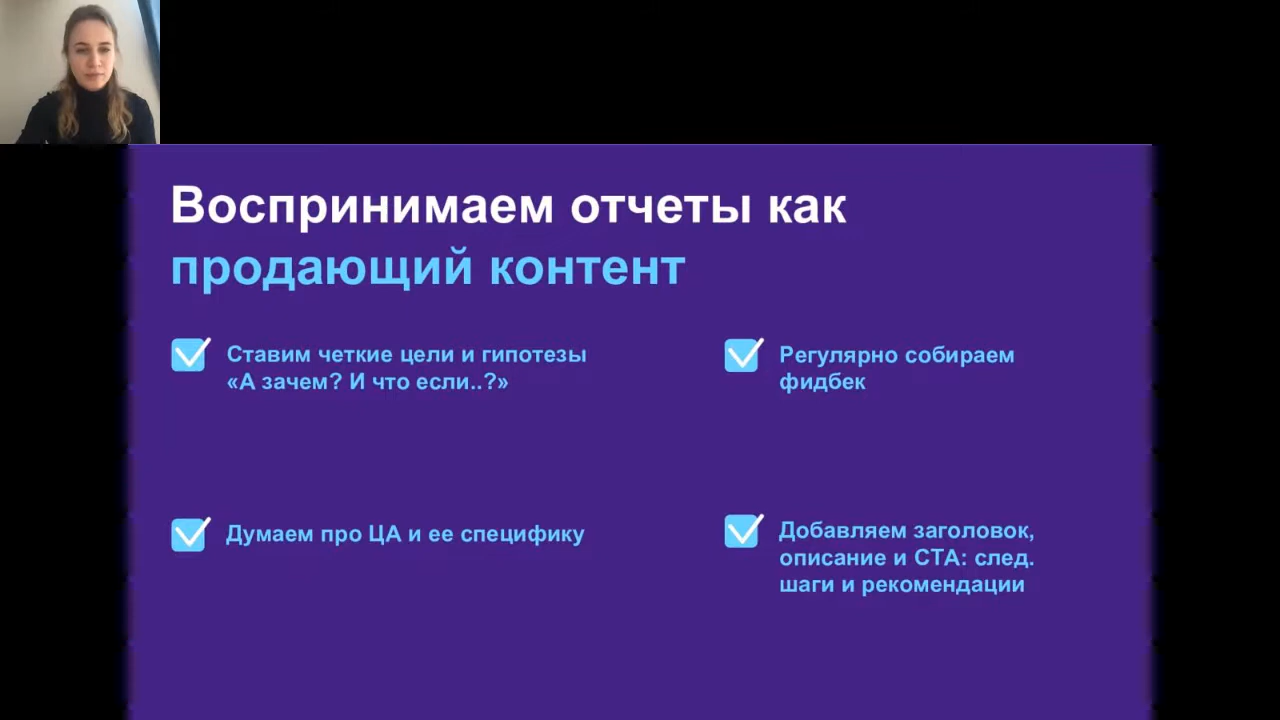 Воспринимаем отчеты как
продающий контент
Ставим четкие цели и гипотезы
«А зачем? И что если..?»
Регулярно собираем
фидбек
Думаем про ЦА и ее специфику
Добавляем заголовок,
описание и СТА: след.
шаги и рекомендации